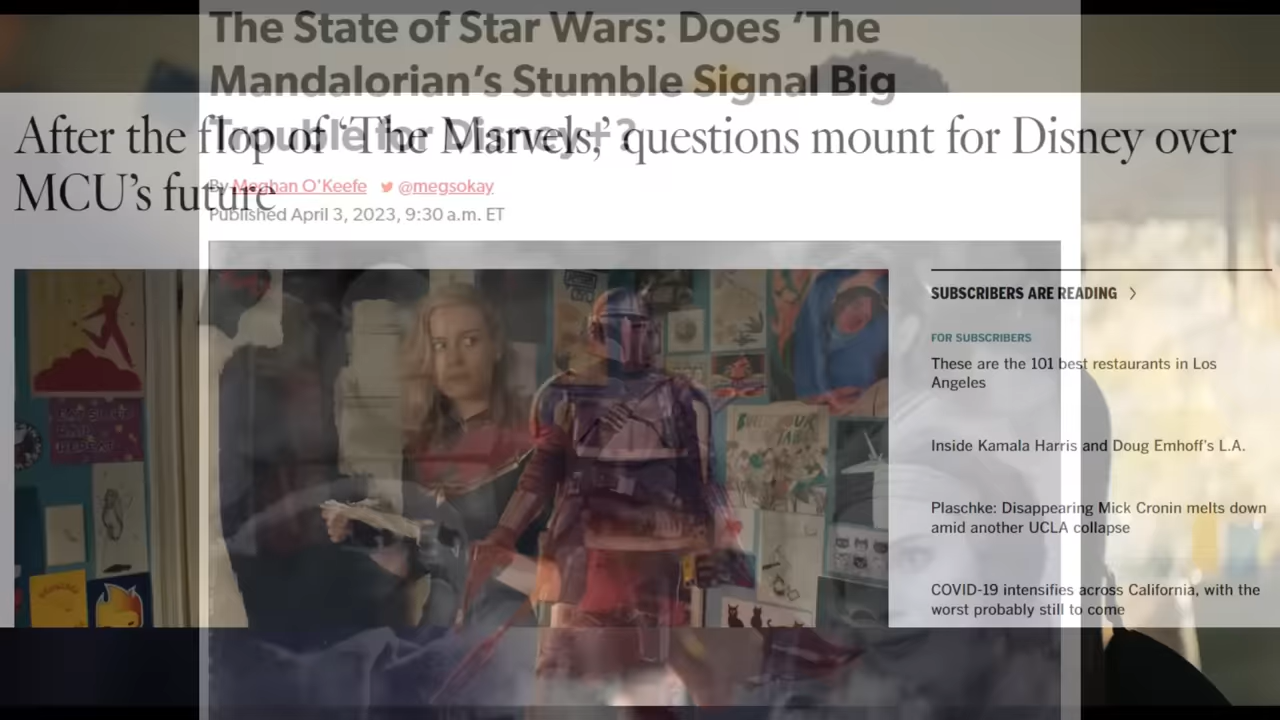 The State of Star Wars: Does ‘The
Mandalorian’s Stumble Signal Big
Trouble for Disney+?
After the flop of ‘The Marvels,’ questions mount for Disney over
MCU’s future
By Meghan O'Keefe @megsokay
Published April 3, 2023, 9:30 a.m. ET
SUBSCRIBERS ARE READING >
FOR SUBSCRIBERS
These are the 101 best restaurants in Los
Angeles
Inside Kamala Harris and Doug Emhoff's L.A.
Plaschke: Disappearing Mick Cronin melts down
amid another UCLA collapse
COVID-19 intensifies across California, with the
worst probably still to come